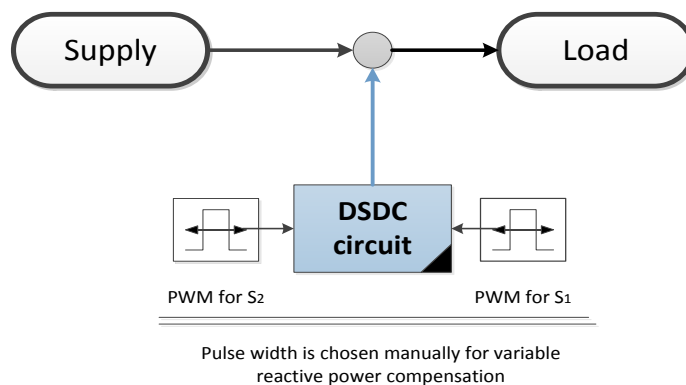 Supply
Load
DSDC
circuit
PWM for S2
PWM for S1
Pulse width is chosen manually for variable
reactive power compensation